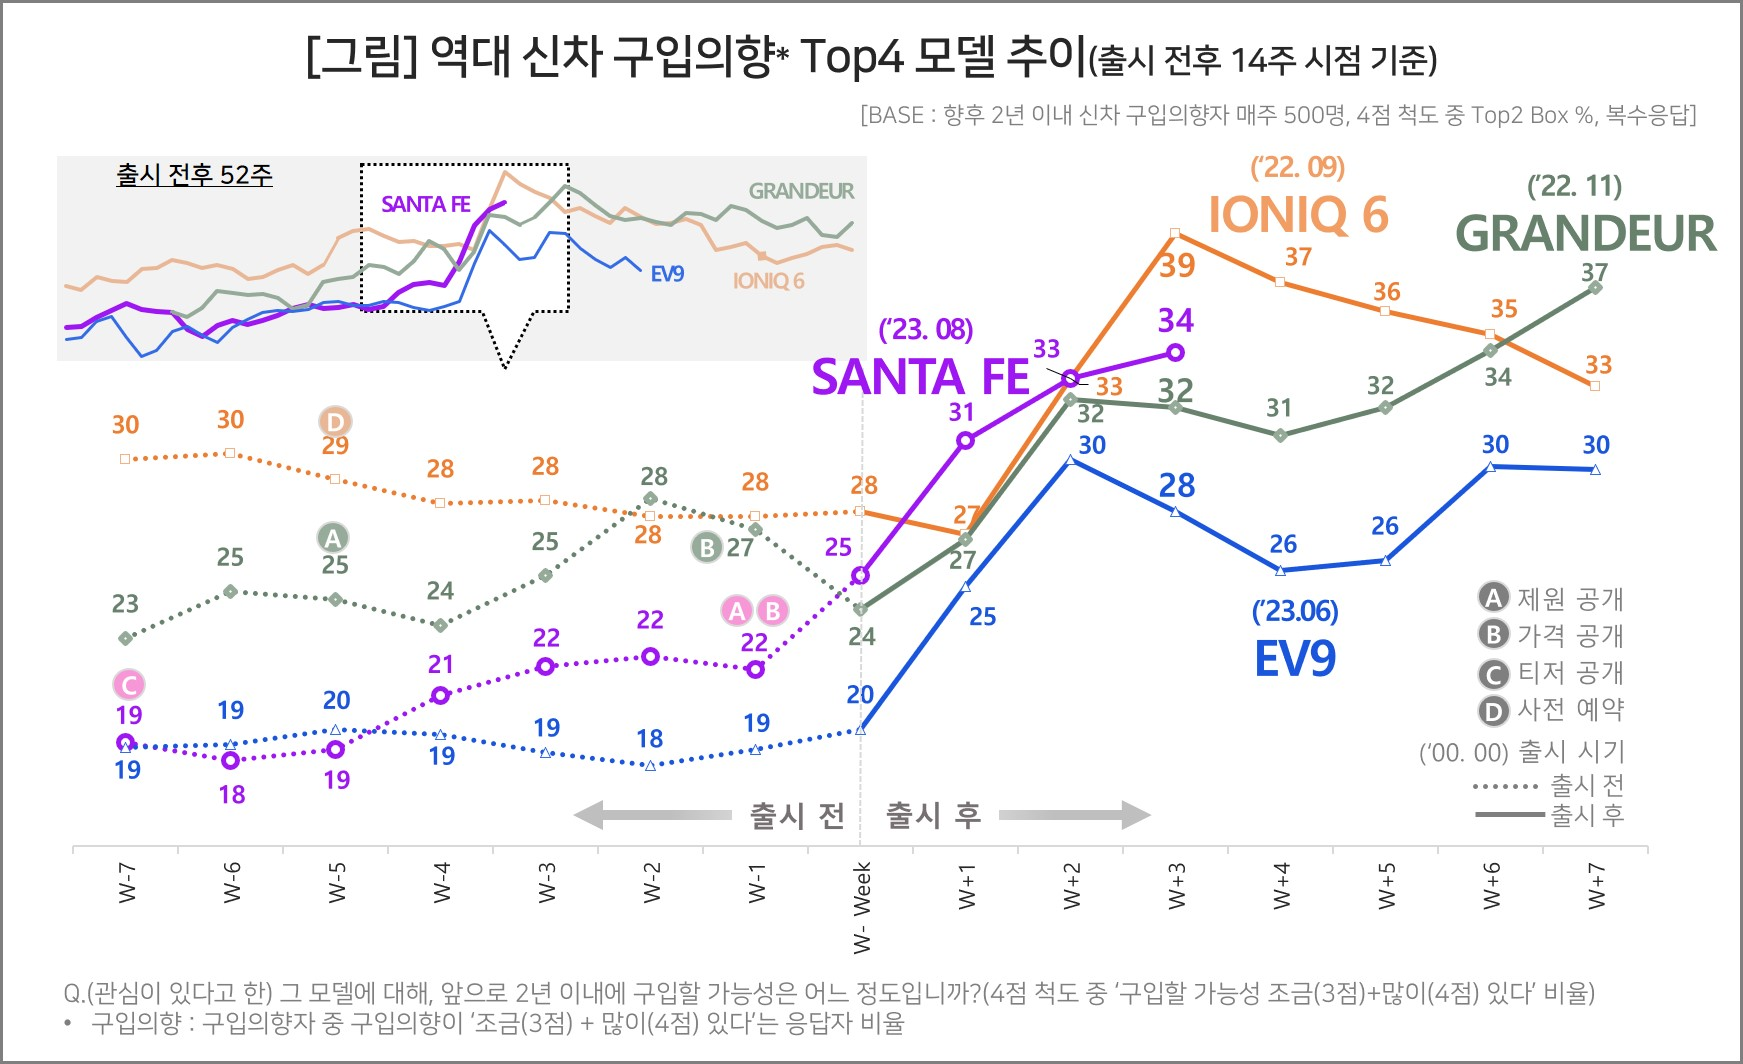 [그림] 역대 신차 구입의향* Top4 모델 추이(출시 전후 14주 시점 기준)
[BASE : 향후 2년 이내 신차 구입의향자 매주 500명, 4점 척도 중 Top2 Box %, 복수응답]
출시 전후 52주
SANTA FE
GRANDEUR
EV9
IONIQ 6
(‘22. 09)
IONIQ 6
(‘22. 11)
GRANDEUR
(‘23. 08)
SANTA FE
(‘23.06)
EV9
30 30 29 28 28 28 28 28 27 33 39 37 36 35 33
23 25 25 24 25 28 27 24 27 32 32 31 32 34 37
19 18 19 21 22 22 22 25 31 33 34
19 19 20 19 19 18 19 20 25 30 28 26 26 30 30
D
A
B
A B
C
A 제원 공개
B 가격 공개
C 티저 공개
D 사전 예약
(‘00. 00) 출시 시기
출시 전
출시 후
출시 전 출시 후
W-7 W-6 W-5 W-4 W-3 W-2 W-1 W- Week W+1 W+2 W+3 W+4 W+5 W+6 W+7
Q.(관심이 있다고 한) 그 모델에 대해, 앞으로 2년 이내에 구입할 가능성은 어느 정도입니까?(4점 척도 중 ‘구입할 가능성 조금(3점)+많이(4점) 있다’ 비율)
• 구입의향 : 구입의향자 중 구입의향이 ‘조금(3점) + 많이(4점) 있다’는 응답자 비율